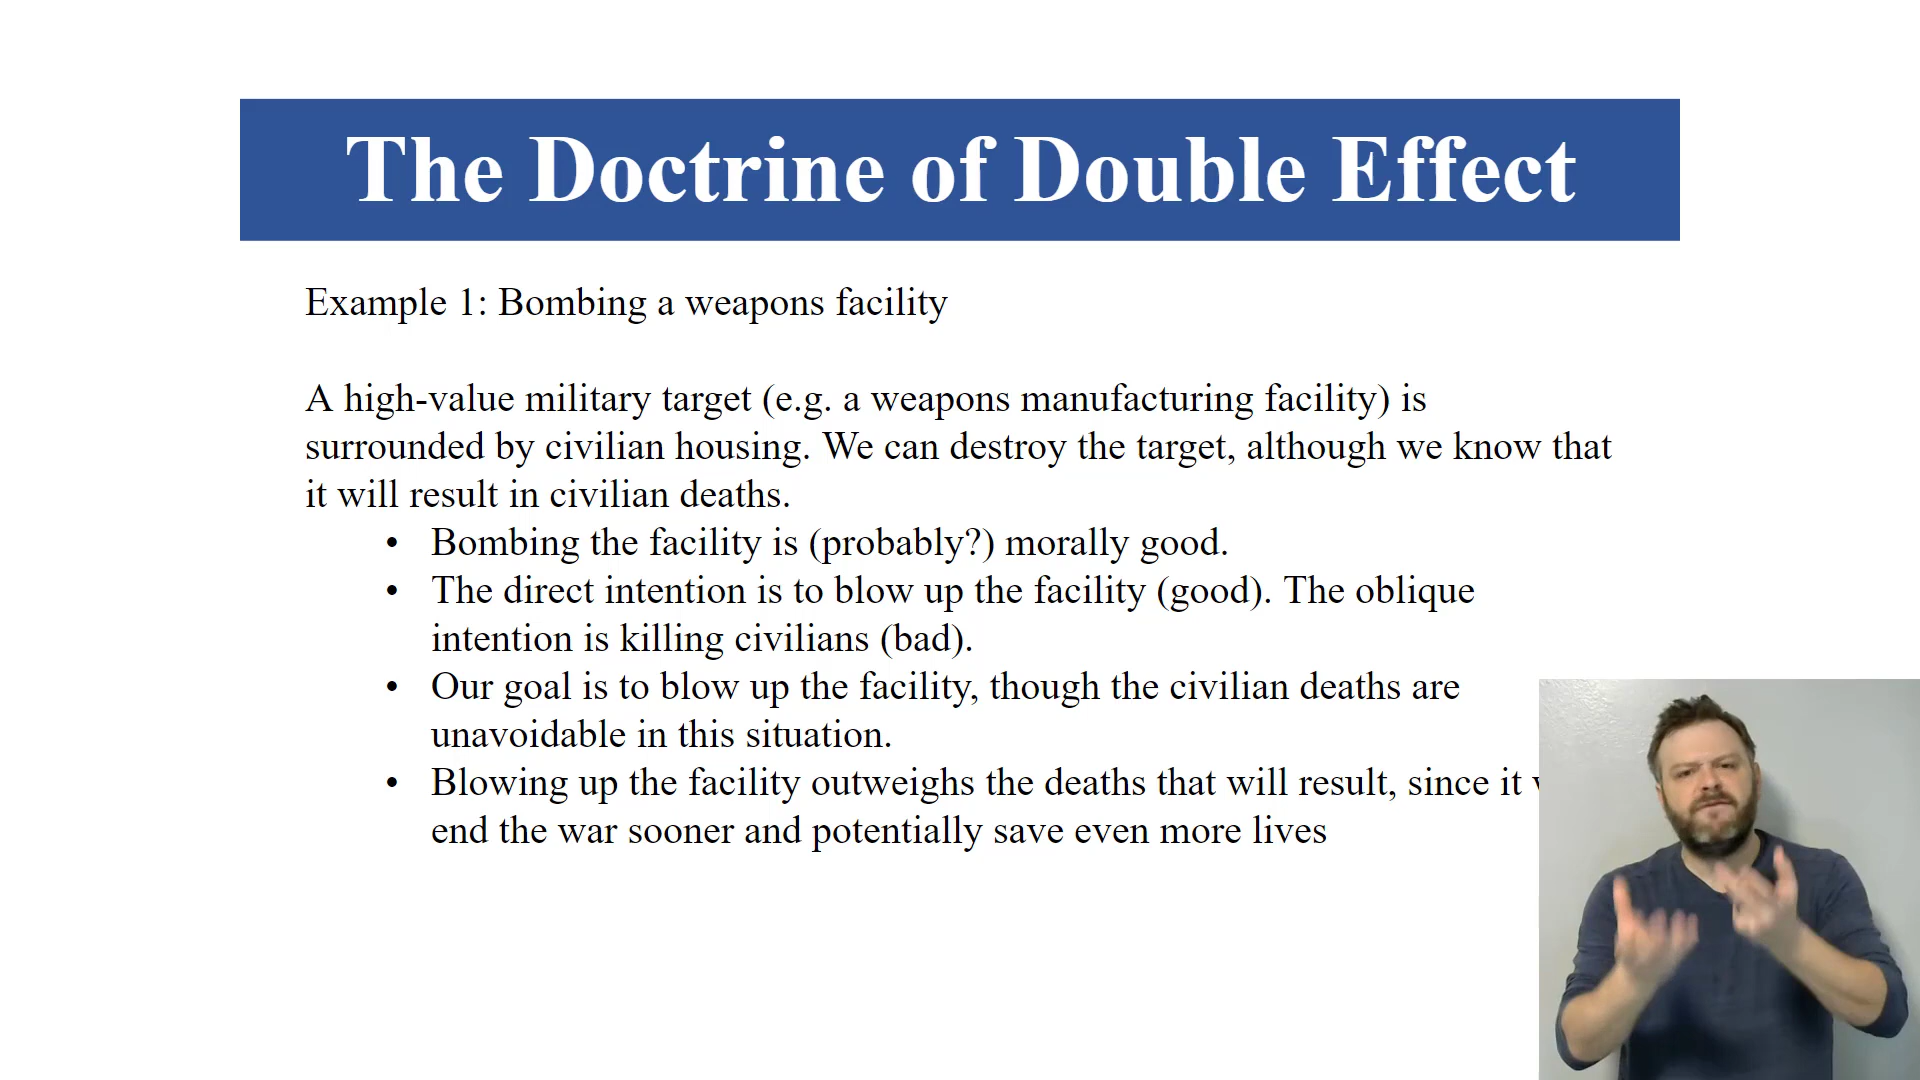 The Doctrine of Double Effect
Example 1: Bombing a weapons facility
A high-value military target (e.g. a weapons manufacturing facility) is
surrounded by civilian housing. We can destroy the target, although we know that
it will result in civilian deaths.
• Bombing the facility is (probably?) morally good.
• The direct intention is to blow up the facility (good). The oblique
intention is killing civilians (bad).
• Our goal is to blow up the facility, though the civilian deaths are
unavoidable in this situation.
• Blowing up the facility outweighs the deaths that will result, since it
end the war sooner and potentially save even more lives